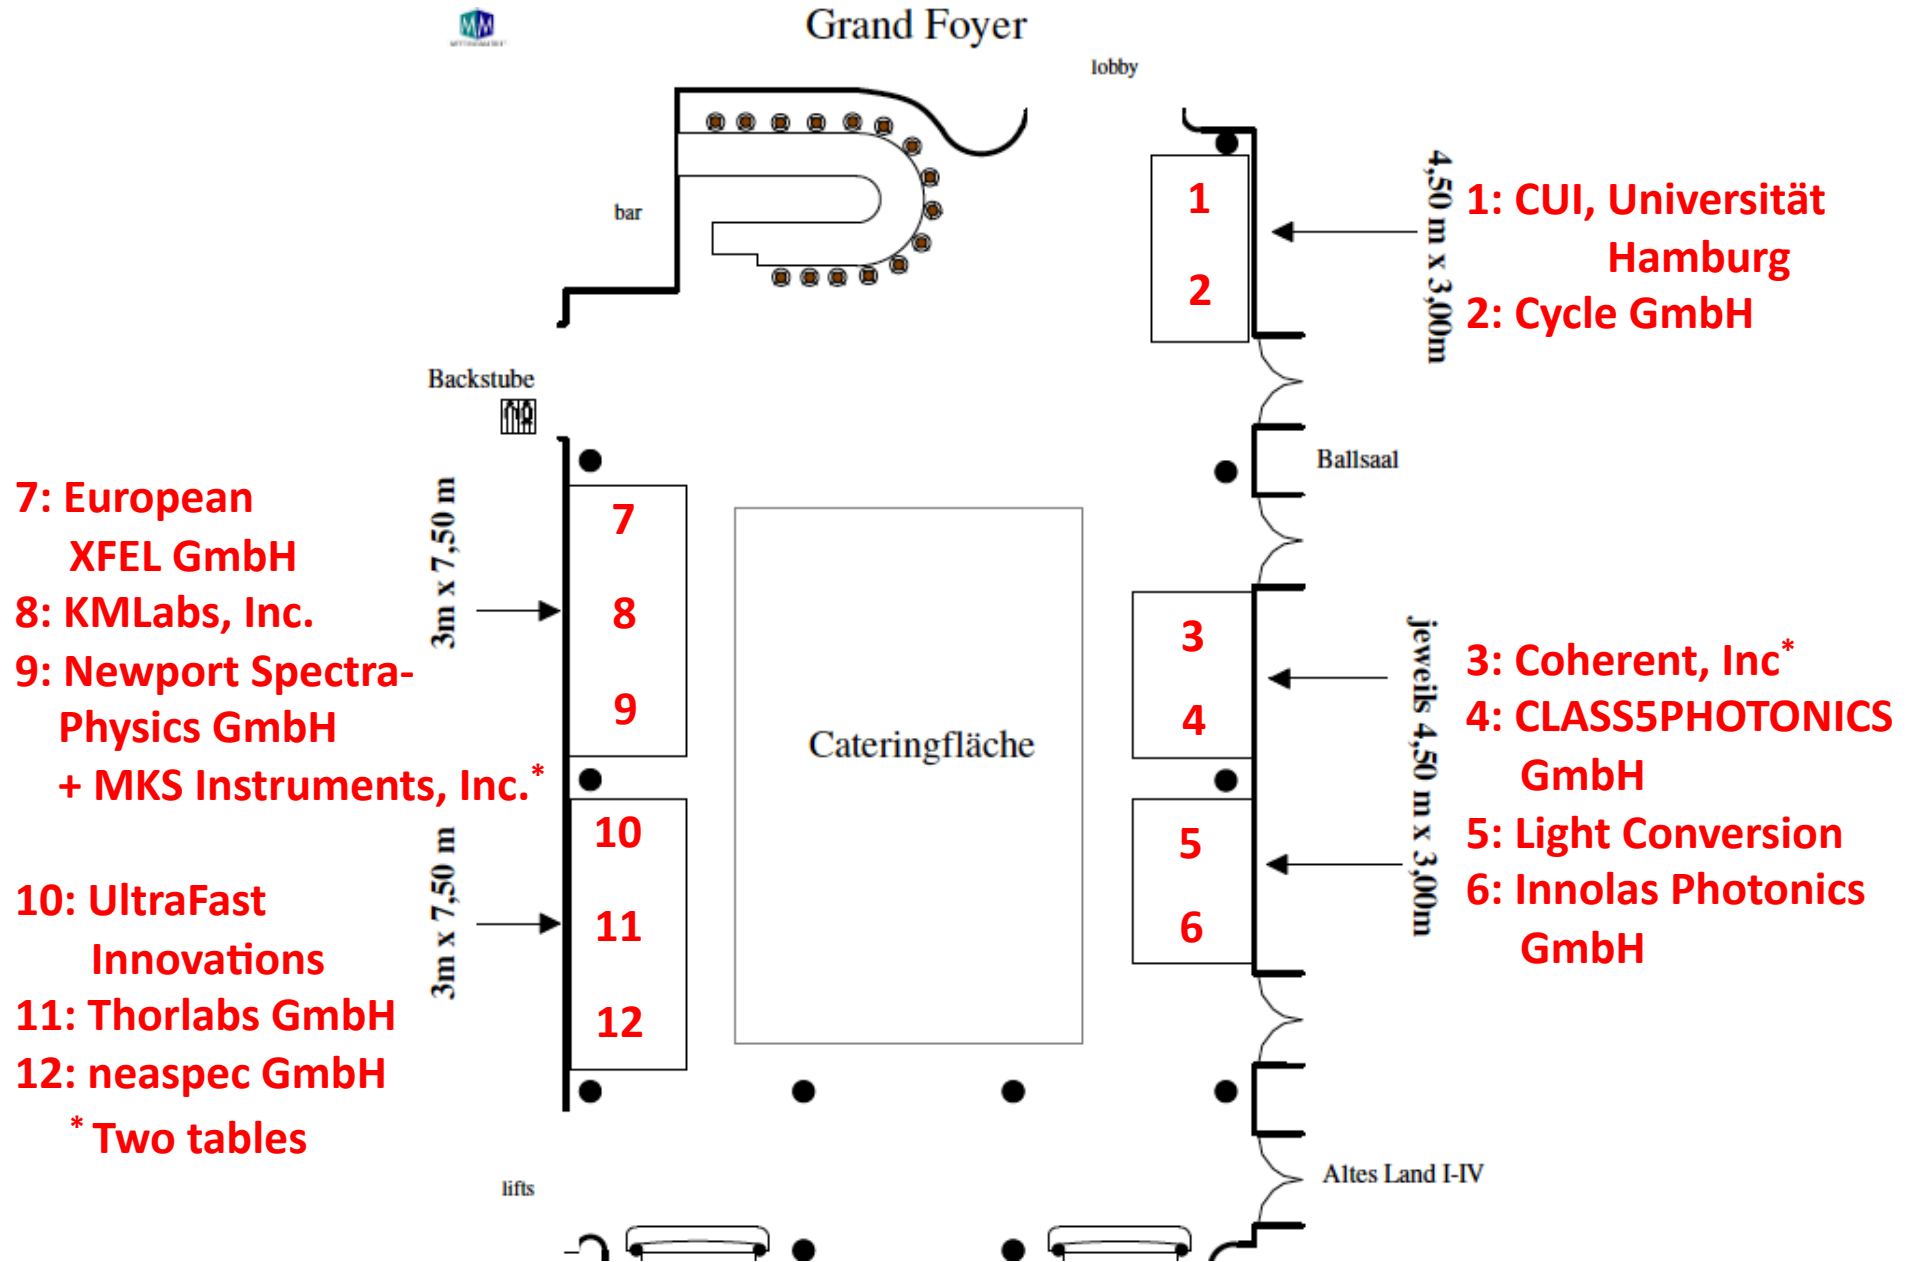 Grand Foyer
lobby
bar
Backstube
4,50 m x 3,00m
1
2
1: CUI, Universität
Hamburg
2: Cycle GmbH
Ballsaal
7: European
XFEL GmbH
8: KMLabs, Inc.
9: Newport Spectra-
Physics GmbH
+ MKS Instruments, Inc.*
3m x 7,50 m
7
8
9
Cateringfläche
3
4
5
6
jeweils 4,50 m x 3,00m
3: Coherent, Inc*
4: CLASS5PHOTONICS
GmbH
5: Light Conversion
6: Innolas Photonics
GmbH
10: UltraFast
Innovations
11: Thorlabs GmbH
12: neaspec GmbH
* Two tables
3m x 7,50 m
10
11
12
lifts
Altes Land I-IV